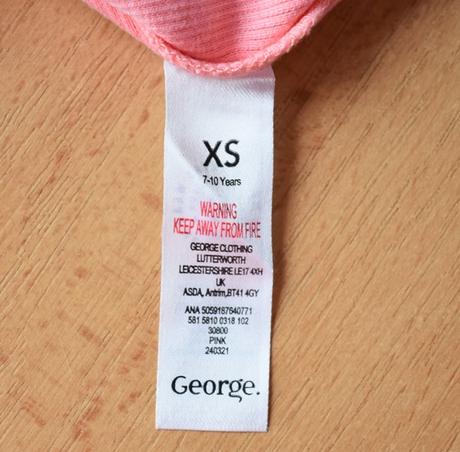 XS
7-10 Years
WARNING
KEEP AWAY FROM FIRE
GEORGE CLOTHING
LUTTERWORTH
LEICESTERSHIRE LE17 4XH
UK
ASDA, Antrim,BT41 4GY
ANA 5059187640771
581 5810 0318 102
30800
PINK
240321
George.